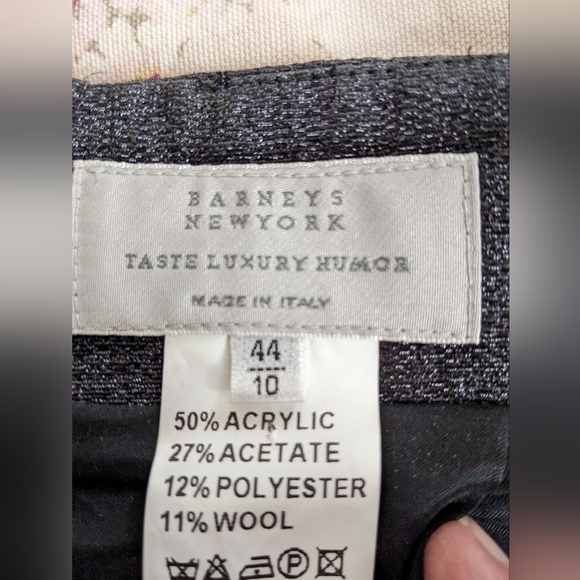 BARNEYS
NEWYORK
TASTE LUXURY HUMOR
MADE IN ITALY
44
10
50% ACRYLIC
27% ACETATE
12% POLYESTER
11% WOOL
P